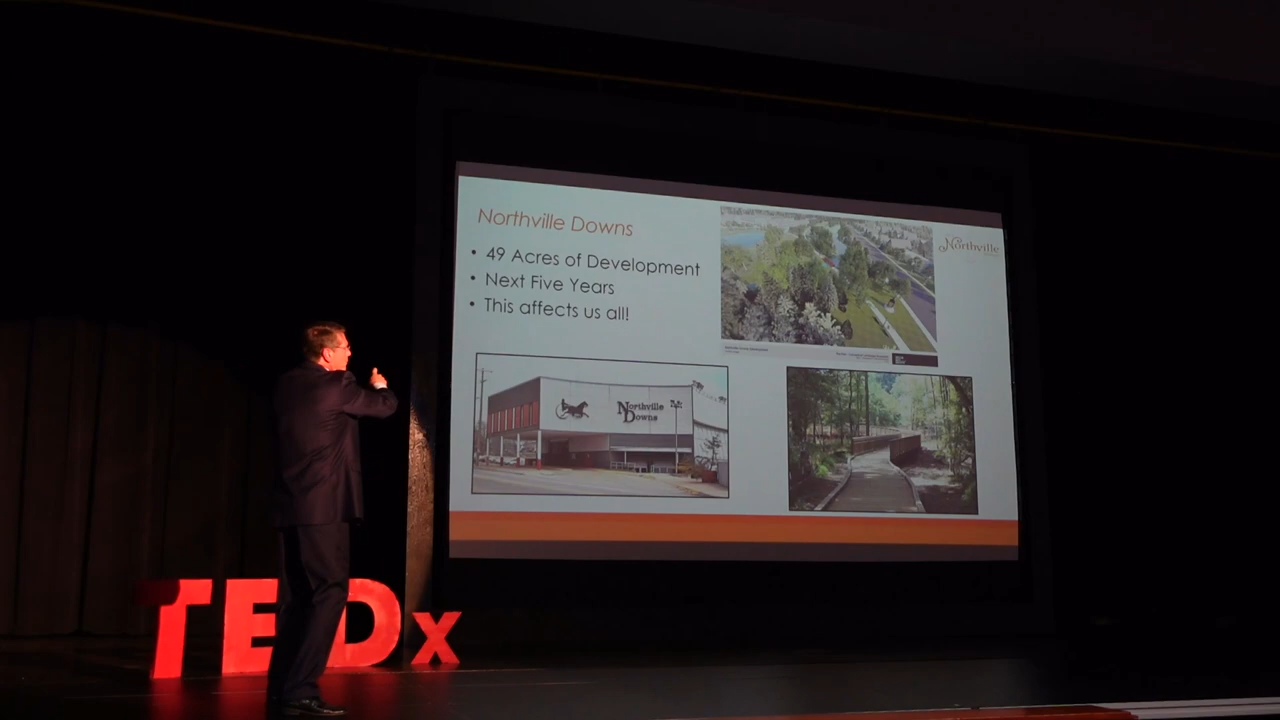 Northville Downs
• 49 Acres of Development
• Next Five Years
• This affects us all!
Northville
Northville
Downs
TEDx